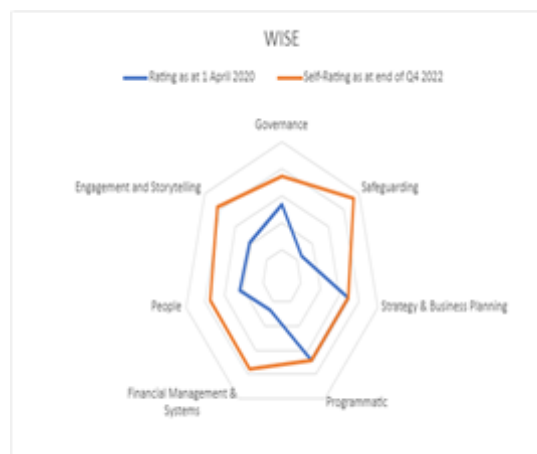 WISE
Rating as at 1 April 2020
Self-Rating as at end of Q4 2022
Governance
Engagement and Storytelling
Safeguarding
People
Strategy & Business Planning
Financial Management &
Systems
Programmatic